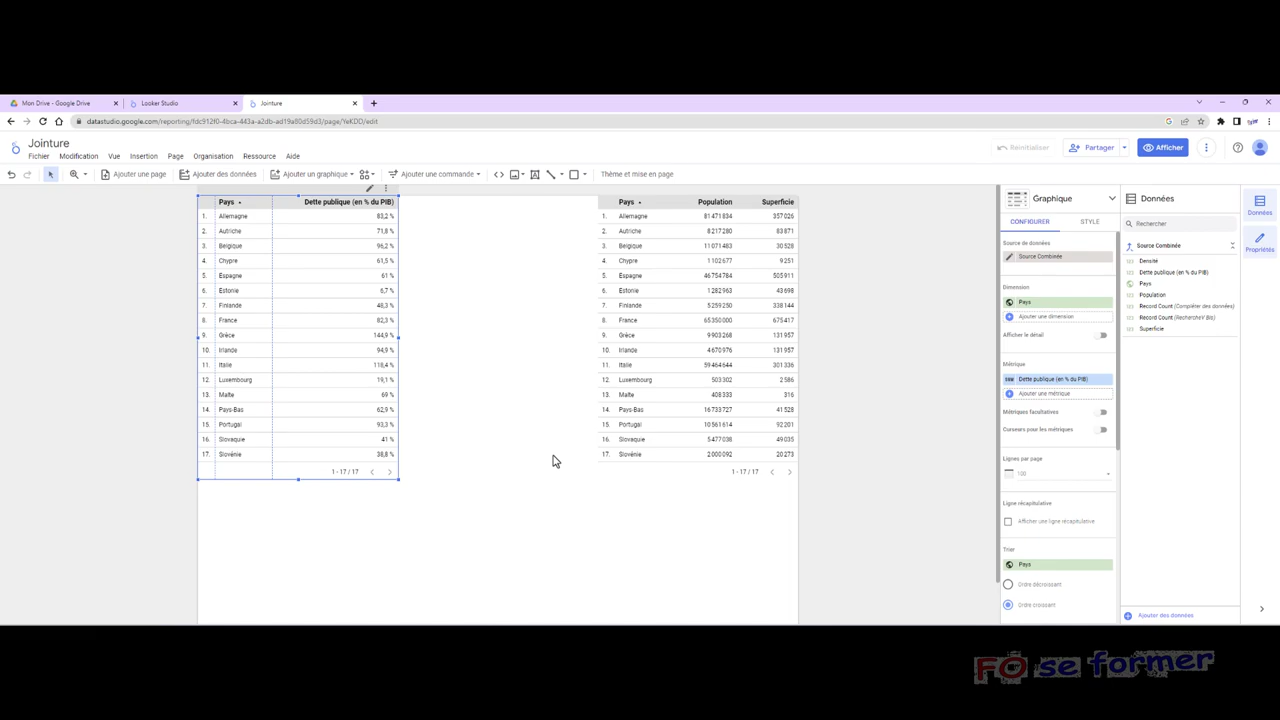 Mon Drive - Google Drive
Looker Studio
Jointure
datastudio.google.com/reporting/fdc912f0-4bca-443a-a2db-ad19a80d59d3/page/YeKDD/edit
Jointure
Fichier Modification Vue Insertion Page Organisation Ressource Aide
Réinitialiser
Partager
Afficher
Ajouter une page
Ajouter des données
Ajouter un graphique
Ajouter une commande
Thème et mise en page
Pays Dette publique (en % du PIB)
1. Allemagne 83,2 %
2. Autriche 71,8 %
3. Belgique 96,2 %
4. Chypre 61,5 %
5. Espagne 61 %
6. Estonie 6,7 %
7. Finlande 48,3 %
8. France 82,3 %
9. Grèce 144,9 %
10. Irlande 94,9 %
11. Italie 118,4 %
12. Luxembourg 19,1 %
13. Malte 69 %
14. Pays-Bas 62,9 %
15. Portugal 93,3 %
16. Slovaquie 41 %
17. Slovénie 38,8 %
1 - 17 / 17
Pays Population Superficie
1. Allemagne 81 471 834 357 026
2. Autriche 8 217 280 83 871
3. Belgique 11 071 483 30 528
4. Chypre 1 102 677 9 251
5. Espagne 46 754 784 505 911
6. Estonie 1 282 963 43 698
7. Finlande 5 259 250 338 144
8. France 65 350 000 675 417
9. Grèce 9 903 268 131 957
10. Irlande 4 670 976 131 957
11. Italie 59 464 644 301 336
12. Luxembourg 503 302 2 586
13. Malte 408 333 316
14. Pays-Bas 16 733 727 41 528
15. Portugal 10 561 614 92 201
16. Slovaquie 5 477 038 49 035
17. Slovénie 2 000 092 20 273
1 - 17 / 17
Graphique
CONFIGURER STYLE
Source de données
Source Combinée
Dimension
Pays
Ajouter une dimension
Afficher le détail
Métrique
SUM Dette publique (en % du PIB)
Ajouter une métrique
Métriques facultatives
Curseurs pour les métriques
Lignes par page
100
Ligne récapitulative
Afficher une ligne récapitulative
Trier
Pays
Ordre décroissant
Ordre croissant
Données
Rechercher
Source Combinée
123 Densité
123 Dette publique (en % du PIB)
Pays
123 Population
123 Record Count (Compléter des données)
123 Record Count (RechercheV Bis)
123 Superficie
Ajouter des données
Données
Propriétés
FO se former